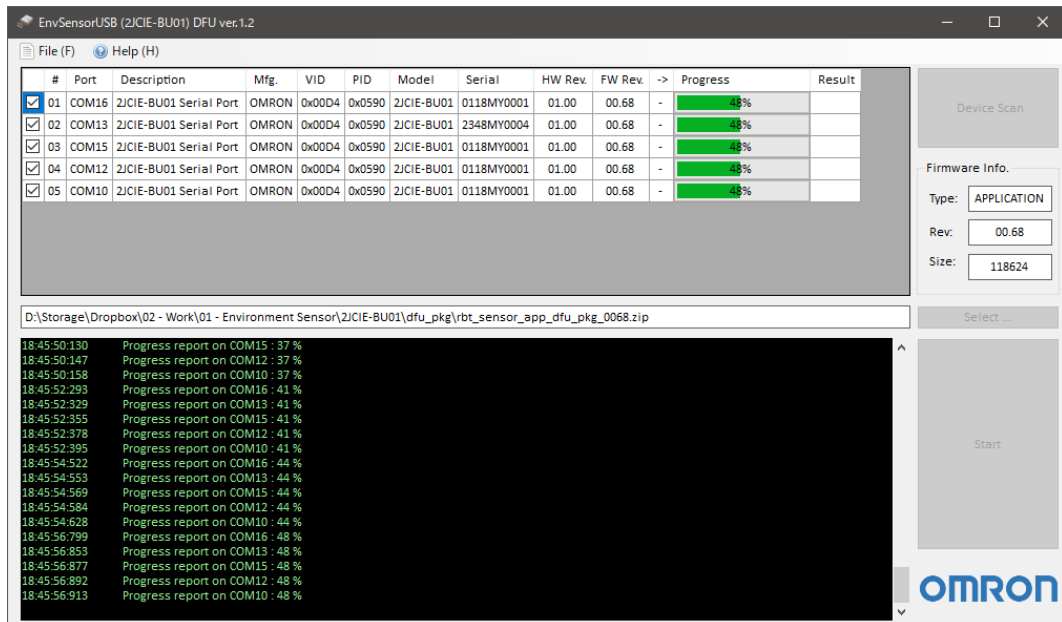 EnvSensorUSB (2JCIE-BU01) DFU ver.1.2
File (F) Help (H)
# Port Description Mfg. VID PID Model Serial HW Rev. FW Rev. -> Progress Result
01 COM16 2JCIE-BU01 Serial Port OMRON 0x00D4 0x0590 2JCIE-BU01 0118MY0001 01.00 00.68 - 48%
02 COM13 2JCIE-BU01 Serial Port OMRON 0x00D4 0x0590 2JCIE-BU01 2348MY0004 01.00 00.68 - 48%
03 COM15 2JCIE-BU01 Serial Port OMRON 0x00D4 0x0590 2JCIE-BU01 0118MY0001 01.00 00.68 - 48%
04 COM12 2JCIE-BU01 Serial Port OMRON 0x00D4 0x0590 2JCIE-BU01 0118MY0001 01.00 00.68 - 48%
05 COM10 2JCIE-BU01 Serial Port OMRON 0x00D4 0x0590 2JCIE-BU01 0118MY0001 01.00 00.68 - 48%
Device Scan
Firmware Info.
Type: APPLICATION
Rev: 00.68
Size: 118624
D:\Storage\Dropbox\02 - Work\01 - Environment Sensor\2JCIE-BU01\dfu_pkg\rbt_sensor_app_dfu_pkg_0068.zip
Select ...
18:45:50:130 Progress report on COM15 : 37 %
18:45:50:147 Progress report on COM12 : 37 %
18:45:50:158 Progress report on COM10 : 37 %
18:45:52:293 Progress report on COM16 : 41 %
18:45:52:329 Progress report on COM13 : 41 %
18:45:52:355 Progress report on COM15 : 41 %
18:45:52:378 Progress report on COM12 : 41 %
18:45:52:395 Progress report on COM10 : 41 %
18:45:54:522 Progress report on COM16 : 44 %
18:45:54:553 Progress report on COM13 : 44 %
18:45:54:569 Progress report on COM15 : 44 %
18:45:54:584 Progress report on COM12 : 44 %
18:45:54:628 Progress report on COM10 : 44 %
18:45:56:799 Progress report on COM16 : 48 %
18:45:56:853 Progress report on COM13 : 48 %
18:45:56:877 Progress report on COM15 : 48 %
18:45:56:892 Progress report on COM12 : 48 %
18:45:56:913 Progress report on COM10 : 48 %
Start
OMRON